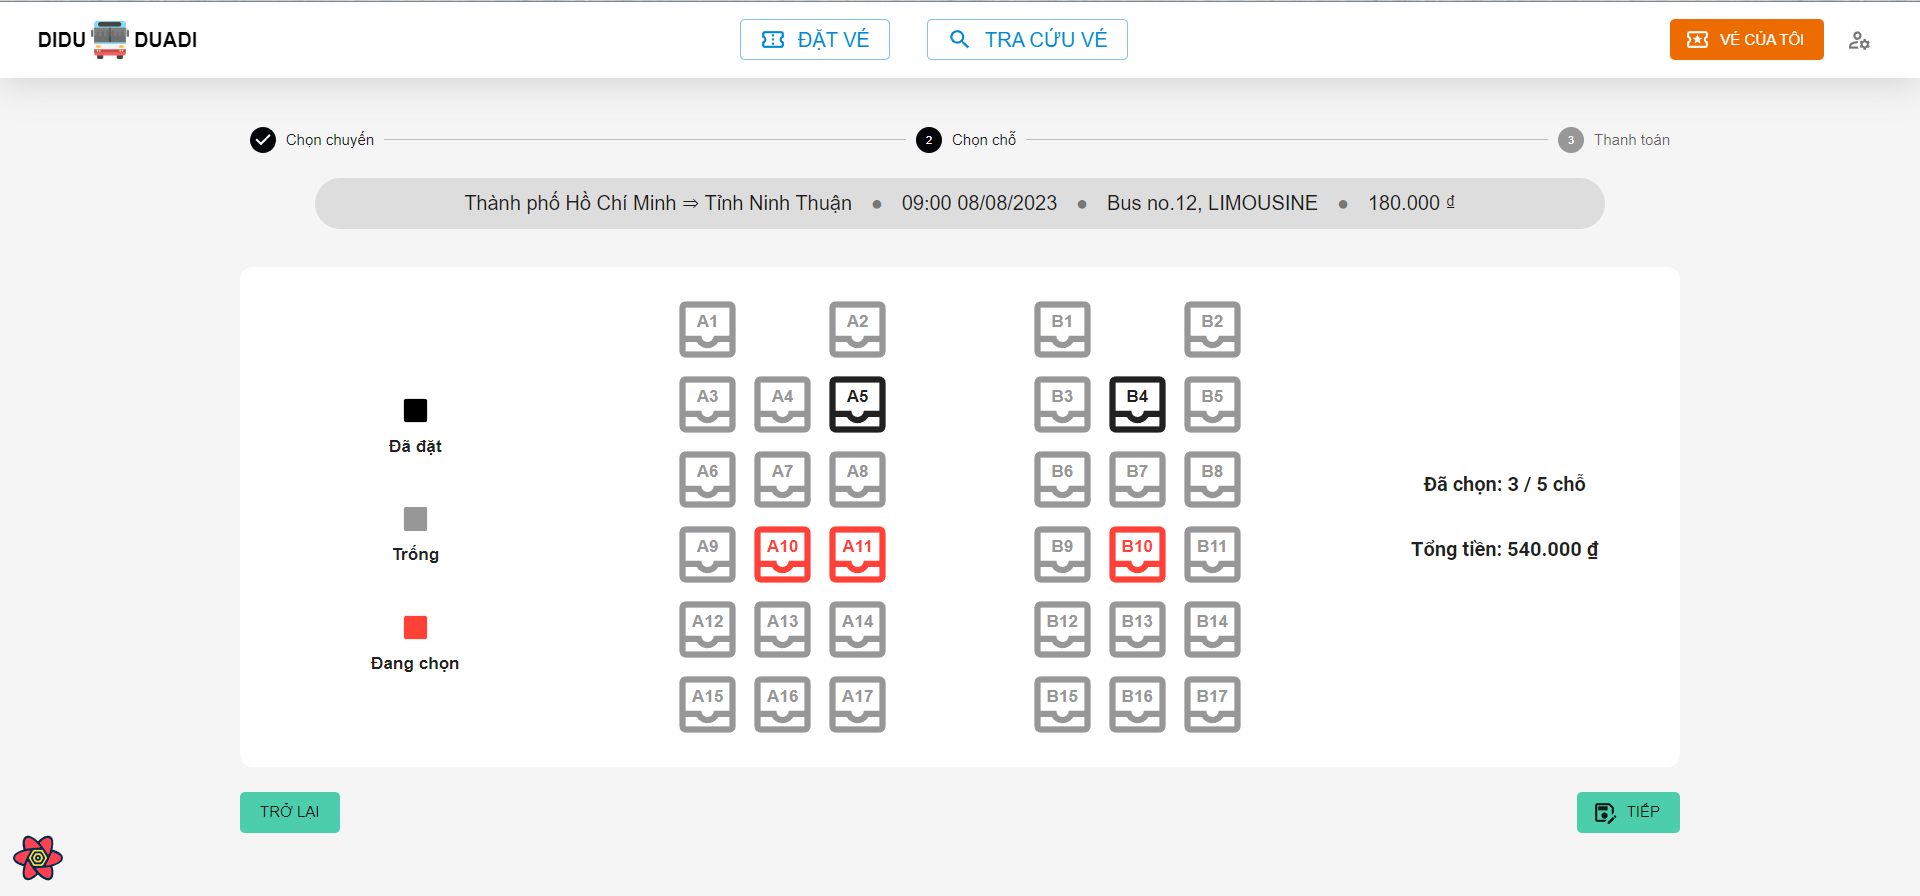 DIDU DUADI
ĐẶT VÉ
TRA CỨU VÉ
VÉ CỦA TÔI
Chọn chuyến
2 Chọn chỗ
3 Thanh toán
Thành phố Hồ Chí Minh ⇒ Tỉnh Ninh Thuận ● 09:00 08/08/2023 ● Bus no.12, LIMOUSINE ● 180.000 ₫
Đã đặt
Trống
Đang chọn
A1 A2
A3 A4 A5
A6 A7 A8
A9 A10 A11
A12 A13 A14
A15 A16 A17
B1 B2
B3 B4 B5
B6 B7 B8
B9 B10 B11
B12 B13 B14
B15 B16 B17
Đã chọn: 3 / 5 chỗ
Tổng tiền: 540.000 ₫
TRỞ LẠI
TIẾP